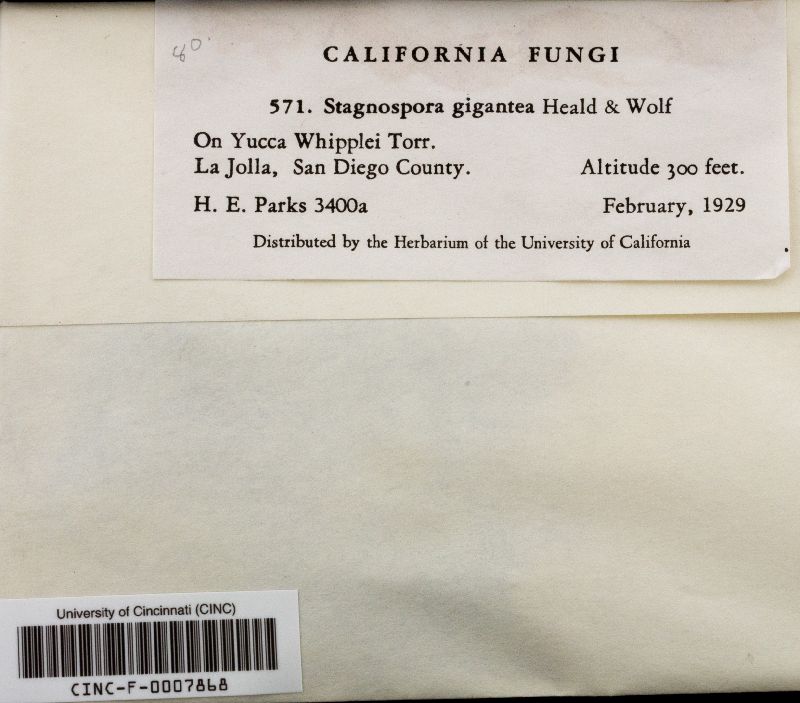 80
CALIFORNIA FUNGI
571. Stagnospora gigantea Heald & Wolf
On Yucca Whipplei Torr.
La Jolla, San Diego County. Altitude 300 feet.
H. E. Parks 3400a February, 1929
Distributed by the Herbarium of the University of California
University of Cincinnati (CINC)
CINC-F-0007868